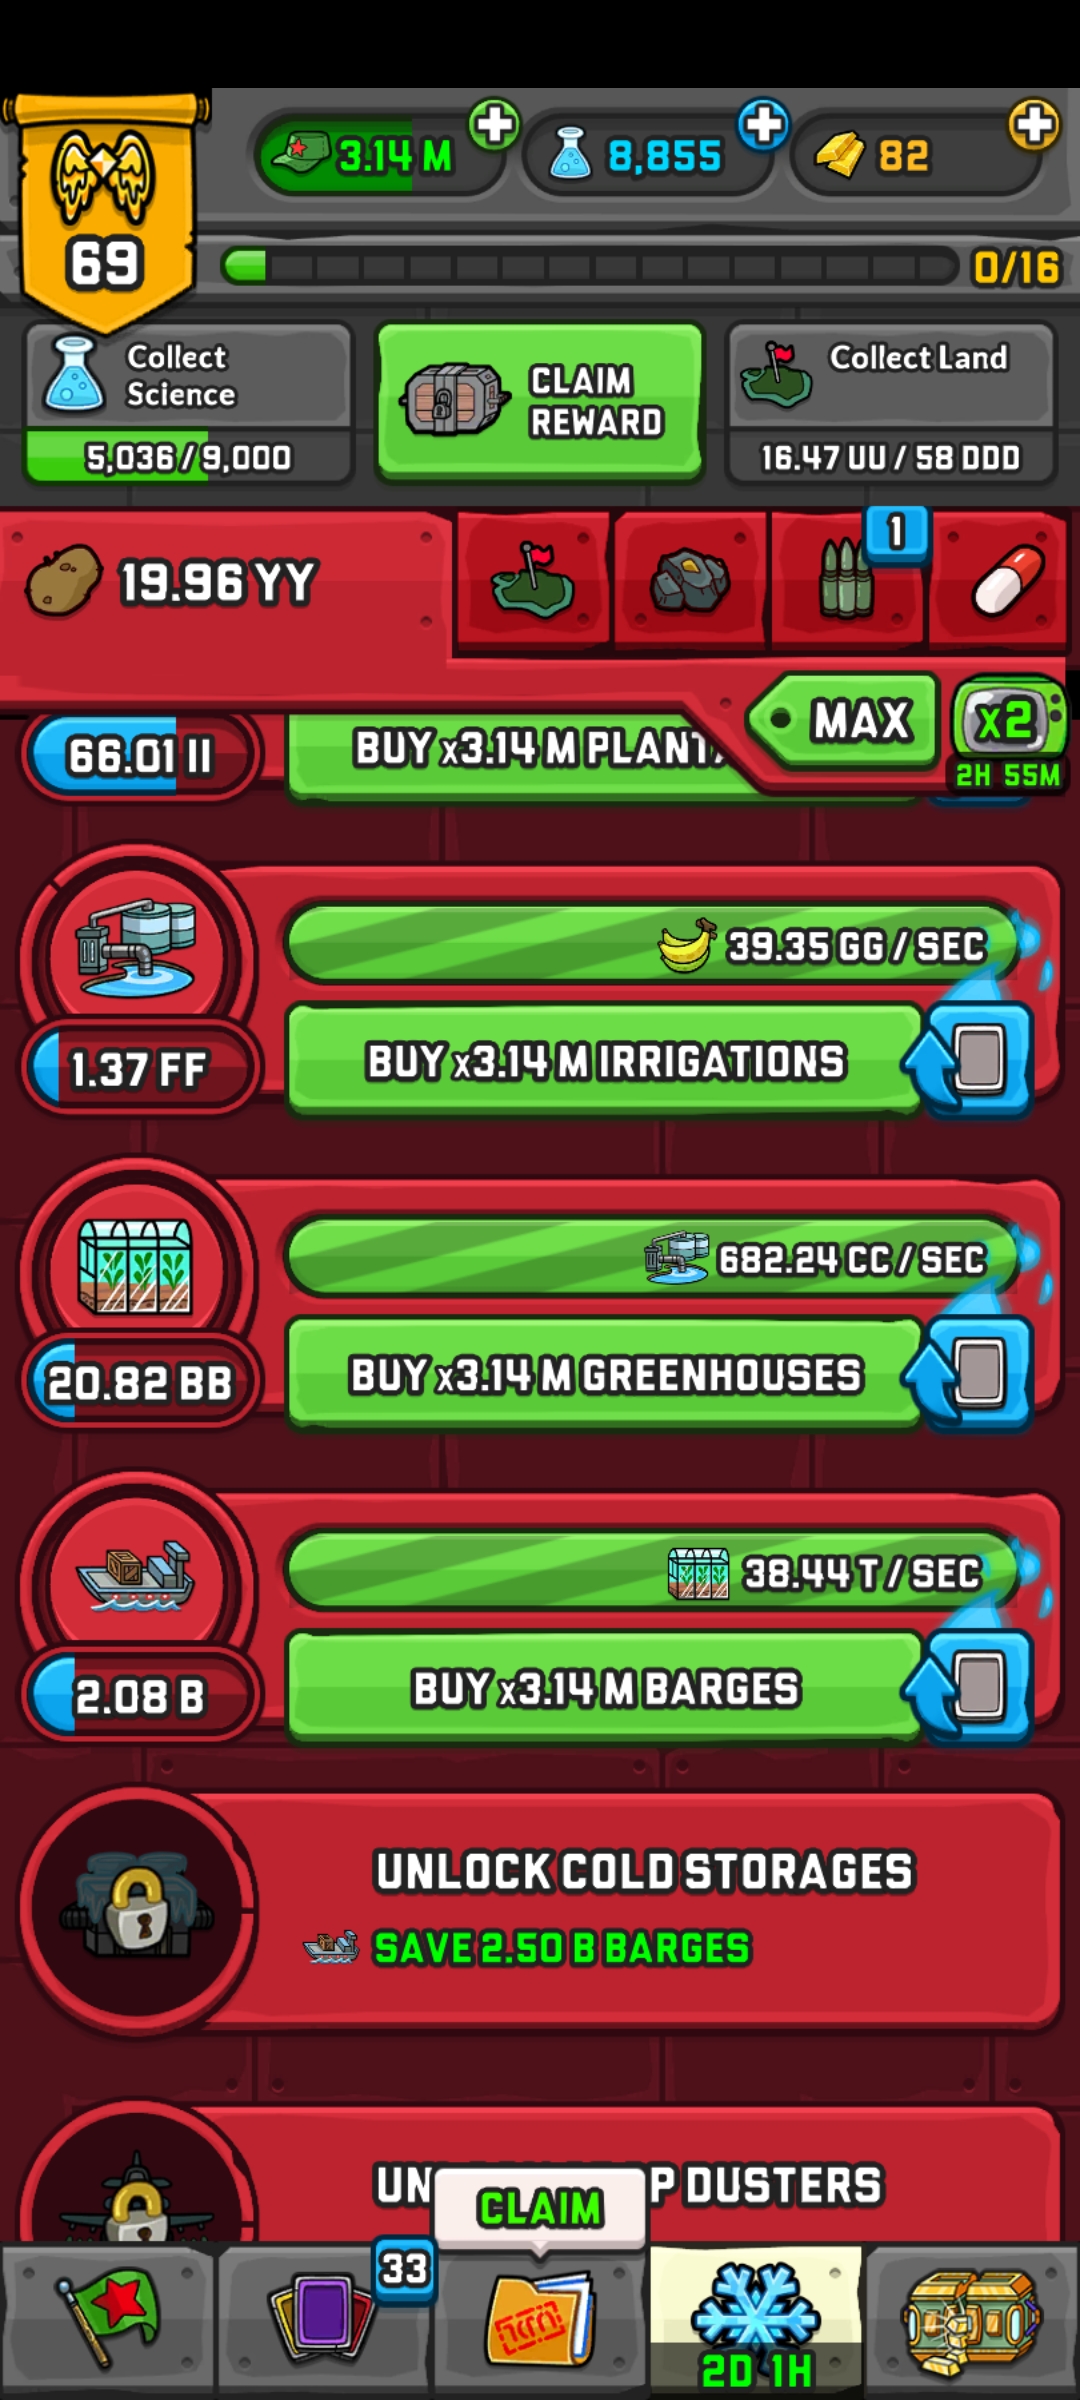 3.14 M
8,855
82
69
0/16
Collect
Science
5,036 / 9,000
CLAIM
REWARD
Collect Land
16.47 UU / 58 DDD
19.96 YY
1
MAX
x2
2H 55M
66.01 II
BUY x3.14 M PLANTA
39.35 GG / SEC
1.37 FF
BUY x3.14 M IRRIGATIONS
682.24 CC / SEC
20.82 BB
BUY x3.14 M GREENHOUSES
38.44 T / SEC
2.08 B
BUY x3.14 M BARGES
UNLOCK COLD STORAGES
SAVE 2.50 B BARGES
UN P DUSTERS
CLAIM
33
2D 1H